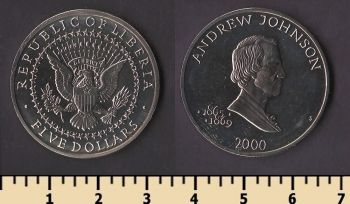 REPUBLIC OF LIBERIA
FIVE DOLLARS
ANDREW JOHNSON
1865
1869
2000
1 2 3 4 5 6 7